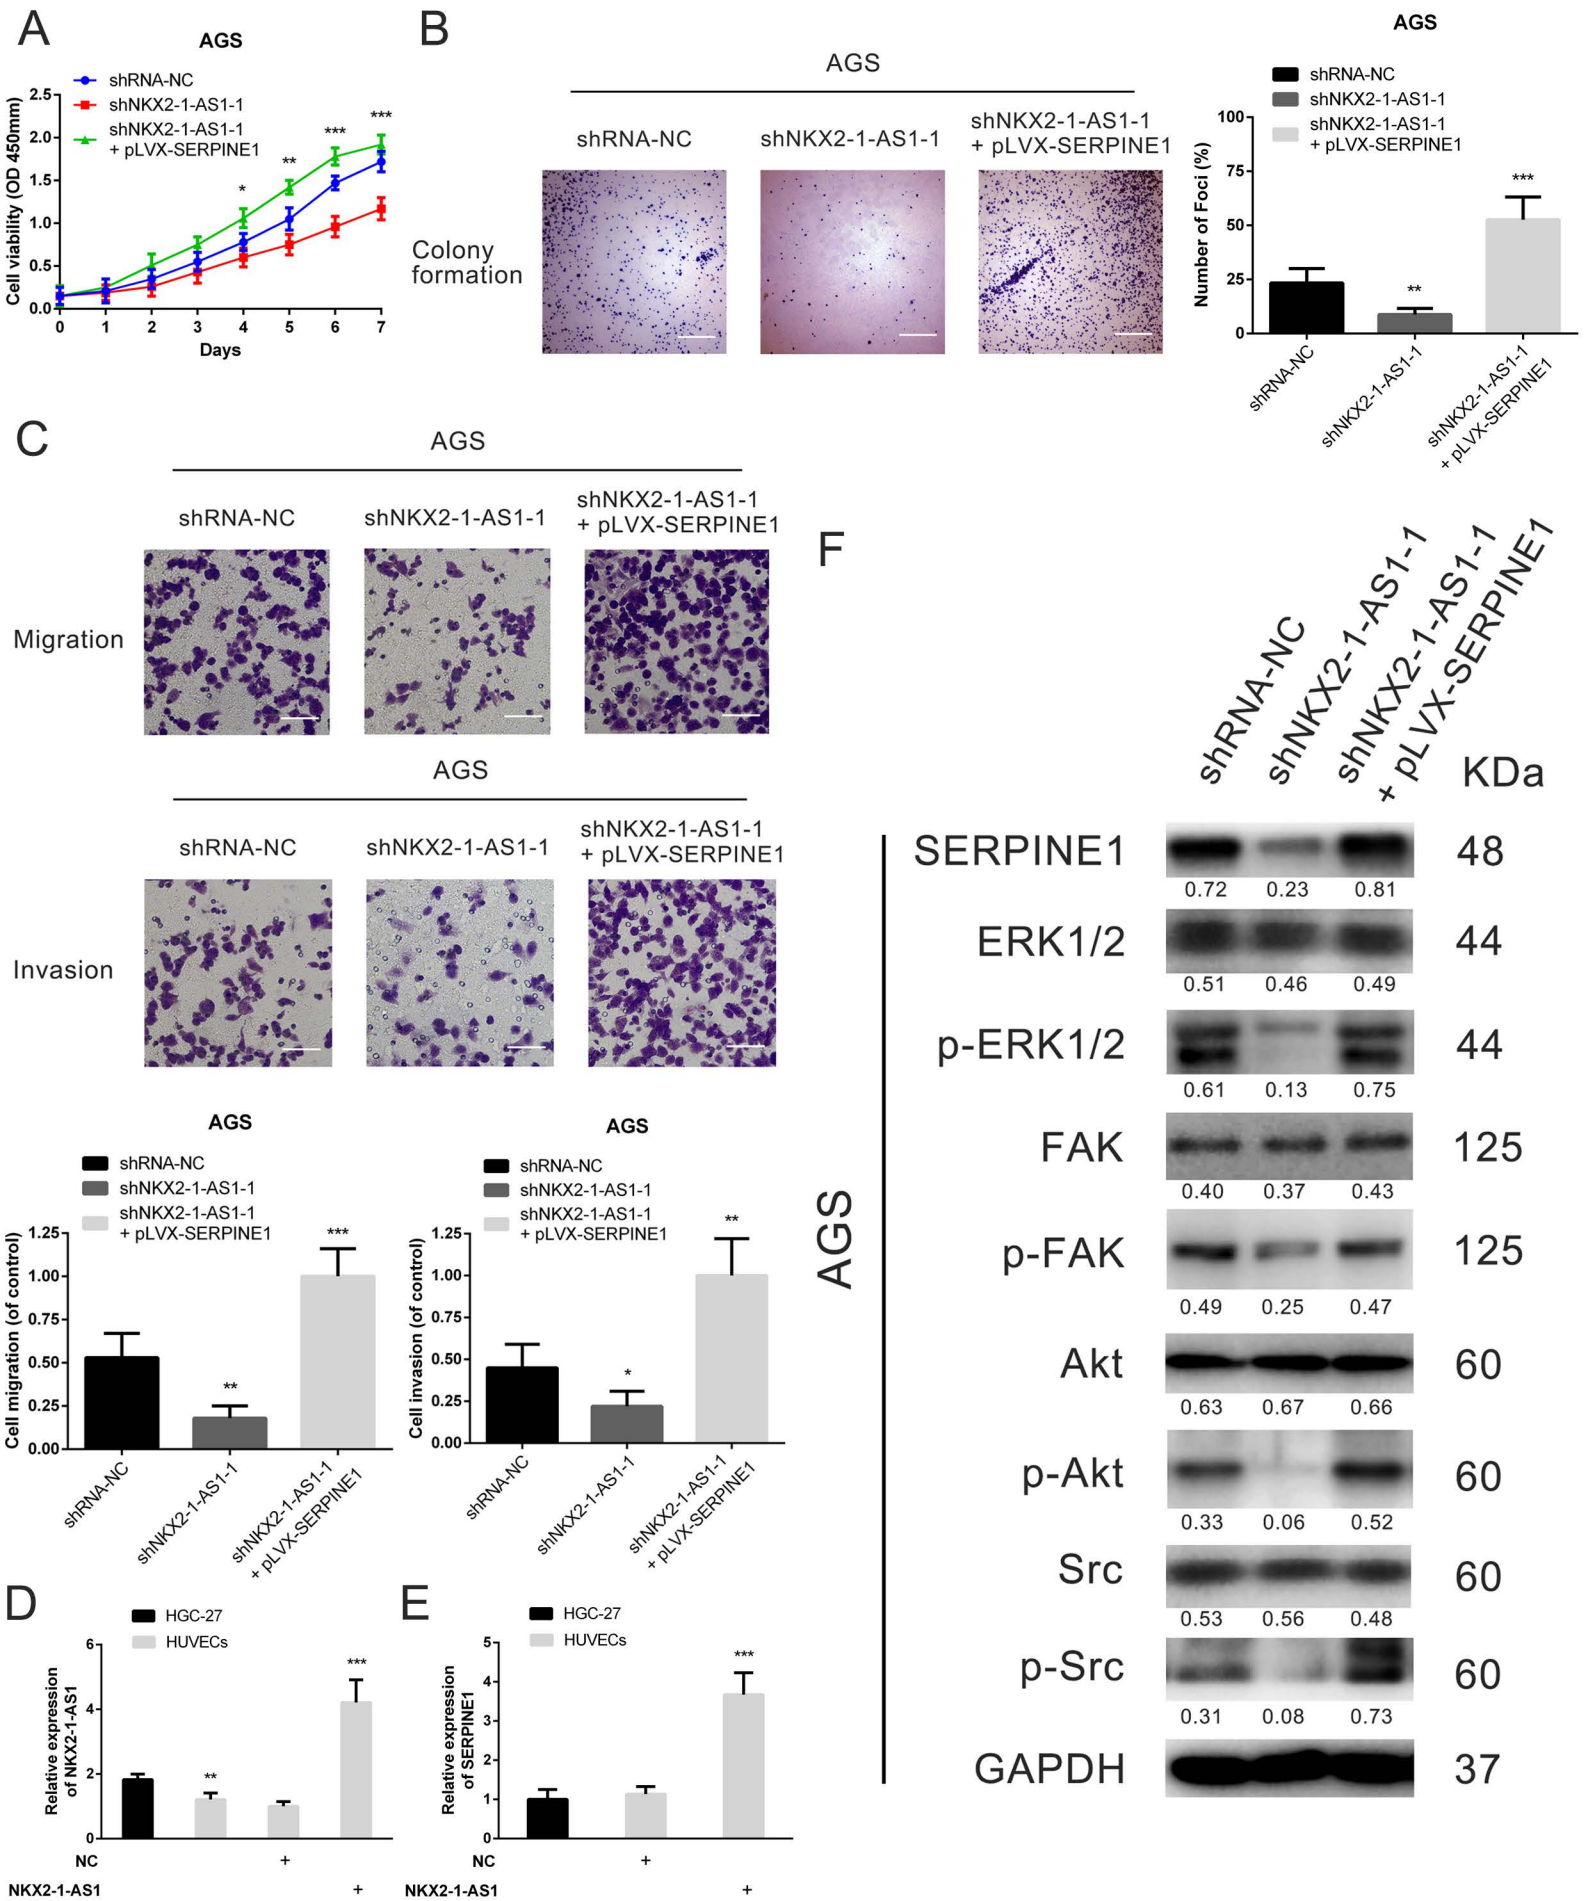 A
AGS
shRNA-NC
shNKX2-1-AS1-1
shNKX2-1-AS1-1
+ pLVX-SERPINE1
Cell viability (OD 450mm)
2.5
2.0
1.5
1.0
0.5
0.0
*
**
***
***
0 1 2 3 4 5 6 7
Days
B
AGS
shRNA-NC
shNKX2-1-AS1-1
shNKX2-1-AS1-1
+ pLVX-SERPINE1
Colony
formation
AGS
shRNA-NC
shNKX2-1-AS1-1
shNKX2-1-AS1-1
+ pLVX-SERPINE1
Number of Foci (%)
100
75
50
25
0
**
***
shRNA-NC
shNKX2-1-AS1-1
shNKX2-1-AS1-1
+ pLVX-SERPINE1
C
AGS
shRNA-NC
shNKX2-1-AS1-1
shNKX2-1-AS1-1
+ pLVX-SERPINE1
Migration
AGS
shRNA-NC
shNKX2-1-AS1-1
shNKX2-1-AS1-1
+ pLVX-SERPINE1
Invasion
AGS
shRNA-NC
shNKX2-1-AS1-1
shNKX2-1-AS1-1
+ pLVX-SERPINE1
Cell migration (of control)
1.25
1.00
0.75
0.50
0.25
0.00
**
***
shRNA-NC
shNKX2-1-AS1-1
shNKX2-1-AS1-1
+ pLVX-SERPINE1
AGS
shRNA-NC
shNKX2-1-AS1-1
shNKX2-1-AS1-1
+ pLVX-SERPINE1
Cell invasion (of control)
1.25
1.00
0.75
0.50
0.25
0.00
*
**
shRNA-NC
shNKX2-1-AS1-1
shNKX2-1-AS1-1
+ pLVX-SERPINE1
D
HGC-27
HUVECs
Relative expression
of NKX2-1-AS1
6
4
2
0
**
***
NC +
NKX2-1-AS1 +
E
HGC-27
HUVECs
Relative expression
of SERPINE1
5
4
3
2
1
0
***
NC +
NKX2-1-AS1 +
F
shRNA-NC
shNKX2-1-AS1-1
shNKX2-1-AS1-1
+ pLVX-SERPINE1
KDa
AGS
SERPINE1 48
0.72 0.23 0.81
ERK1/2 44
0.51 0.46 0.49
p-ERK1/2 44
0.61 0.13 0.75
FAK 125
0.40 0.37 0.43
p-FAK 125
0.49 0.25 0.47
Akt 60
0.63 0.67 0.66
p-Akt 60
0.33 0.06 0.52
Src 60
0.53 0.56 0.48
p-Src 60
0.31 0.08 0.73
GAPDH 37